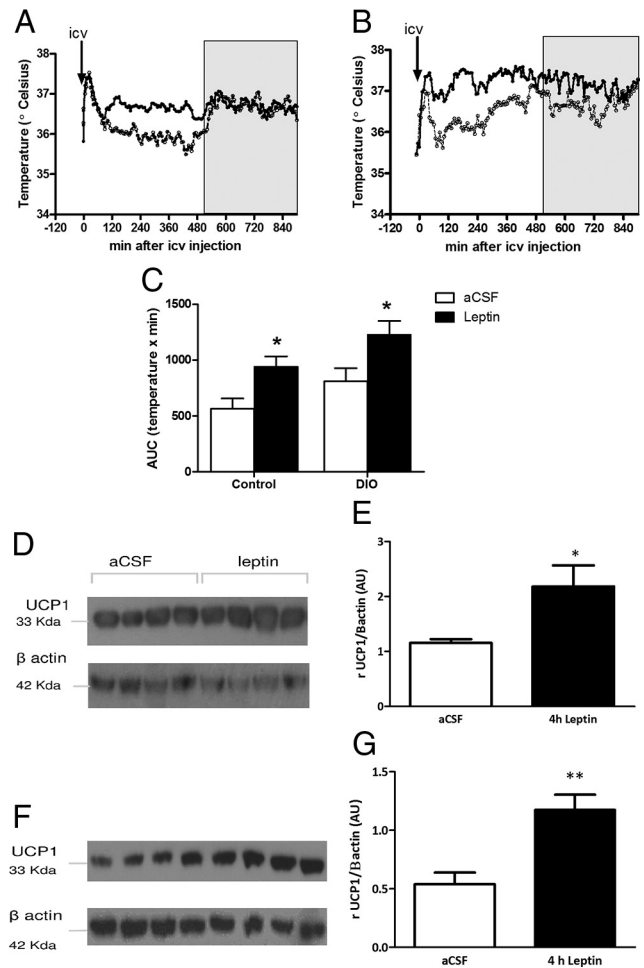 A
icv
Temperature (° Celsius)
38
37
36
35
34
-120 0 120 240 360 480 600 720 840
min after icv injection
B
icv
Temperature (° Celsius)
38
37
36
35
34
-120 0 120 240 360 480 600 720 840
min after icv injection
C
AUC (temperature x min)
1500
1000
500
0
* *
Control DIO
aCSF
Leptin
D
aCSF leptin
UCP1
33 Kda
β actin
42 Kda
E
r UCP1/Bactin (AU)
3
2
1
0
*
aCSF 4h Leptin
F
UCP1
33 Kda
β actin
42 Kda
G
r UCP1/Bactin (AU)
1.5
1.0
0.5
0.0
**
aCSF 4 h Leptin